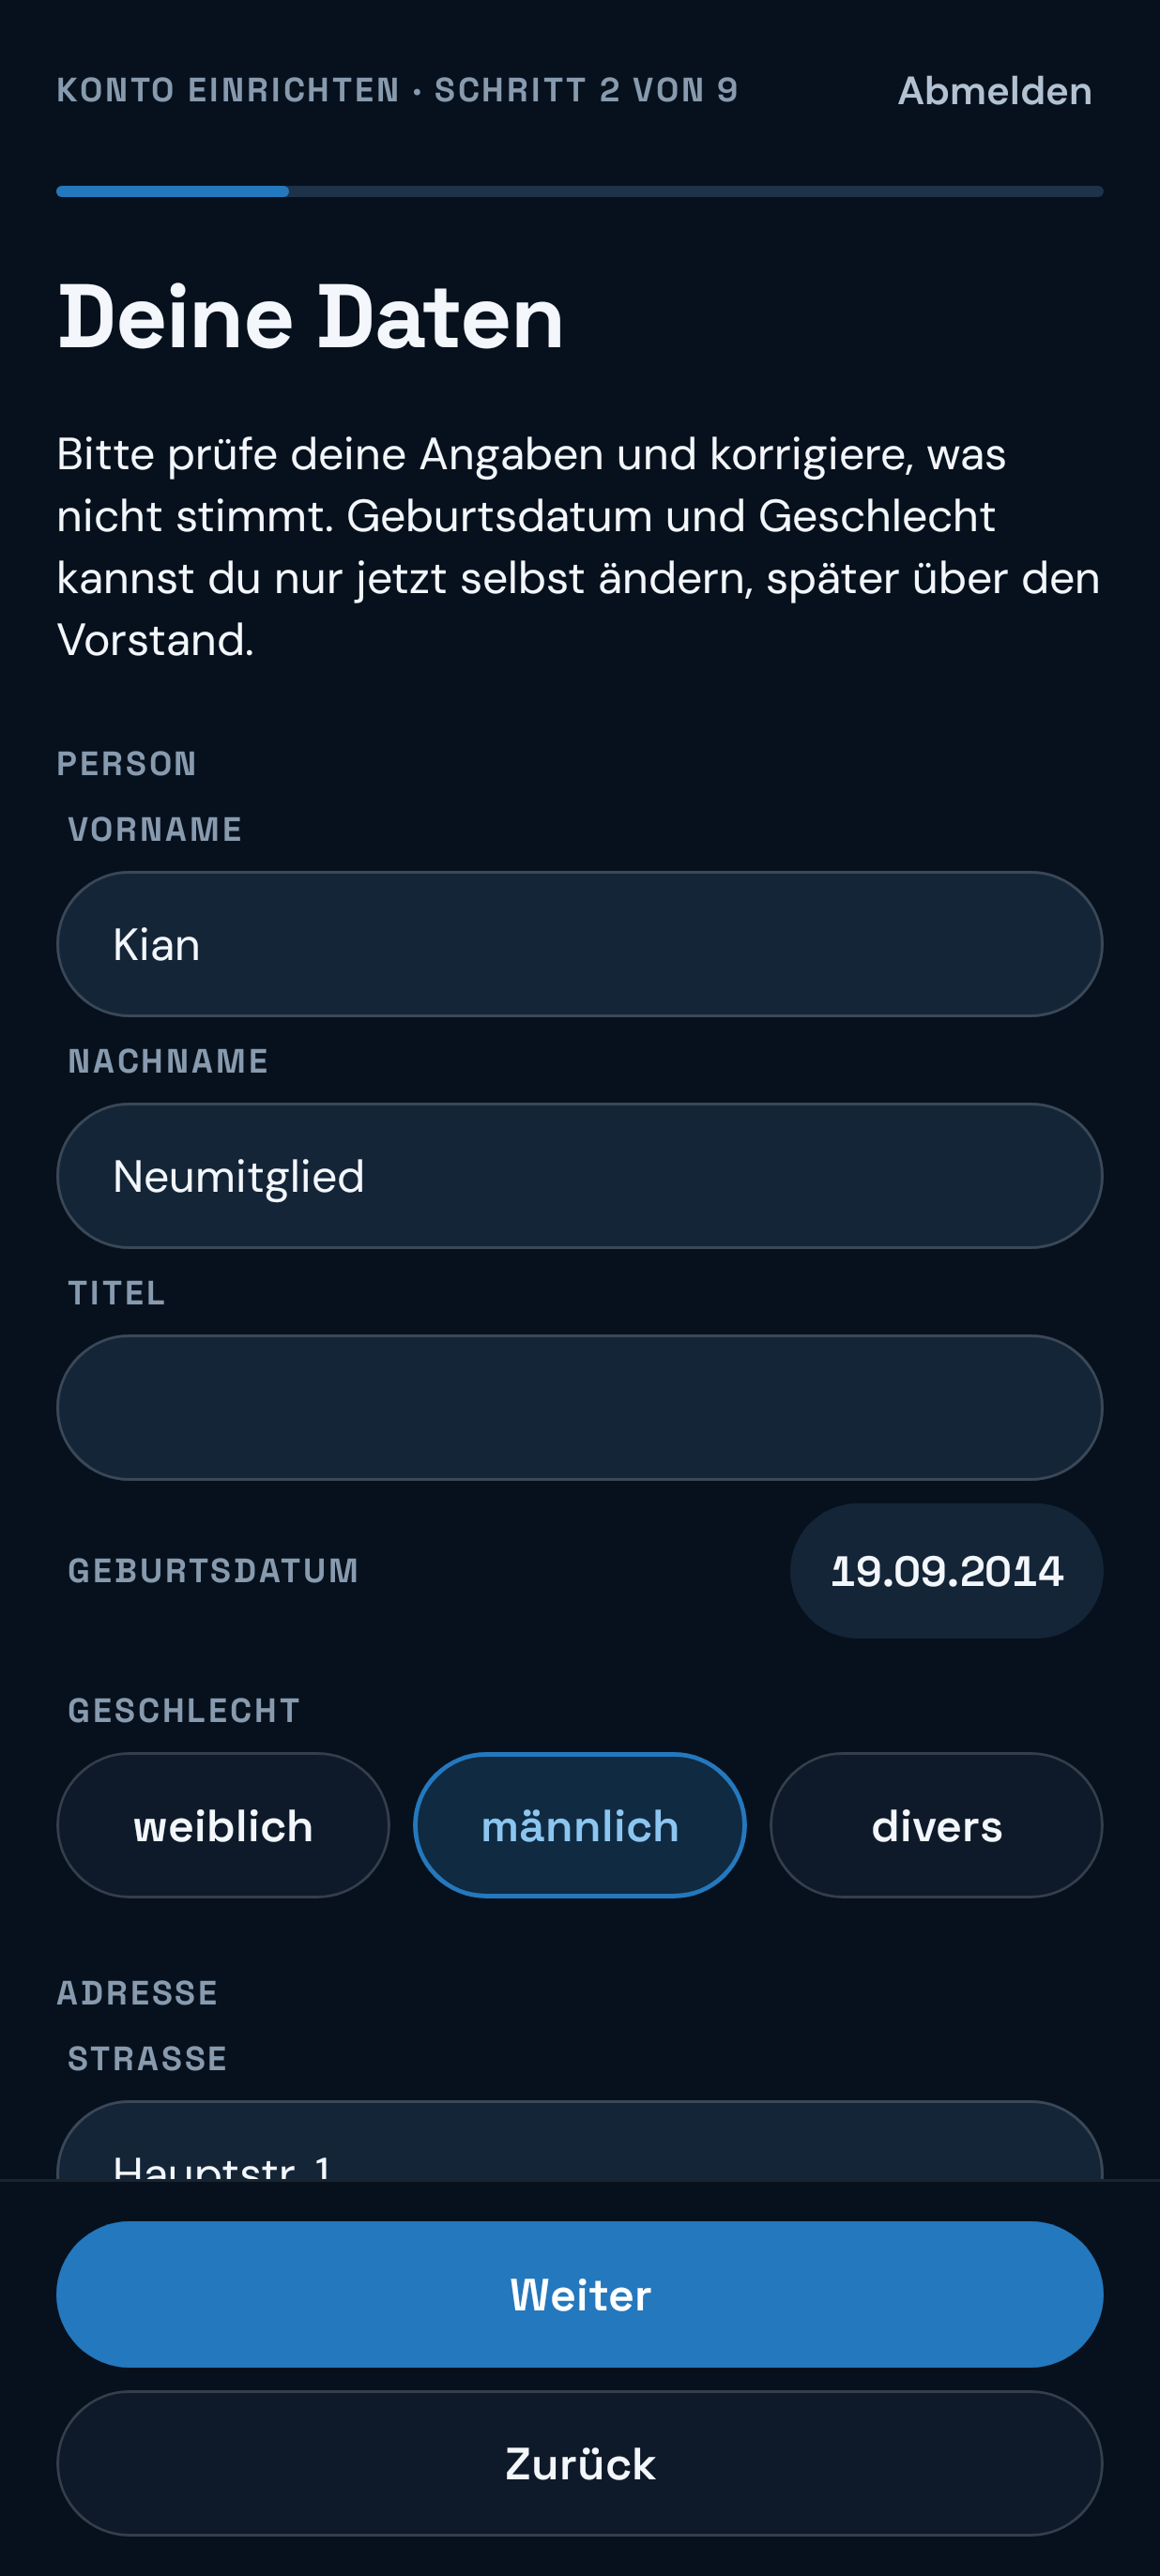 KONTO EINRICHTEN · SCHRITT 2 VON 9
Abmelden
Deine Daten
Bitte prüfe deine Angaben und korrigiere, was
nicht stimmt. Geburtsdatum und Geschlecht
kannst du nur jetzt selbst ändern, später über den
Vorstand.
PERSON
VORNAME
Kian
NACHNAME
Neumitglied
TITEL
GEBURTSDATUM
19.09.2014
GESCHLECHT
weiblich
männlich
divers
ADRESSE
STRASSE
Hauptstr. 1
Weiter
Zurück